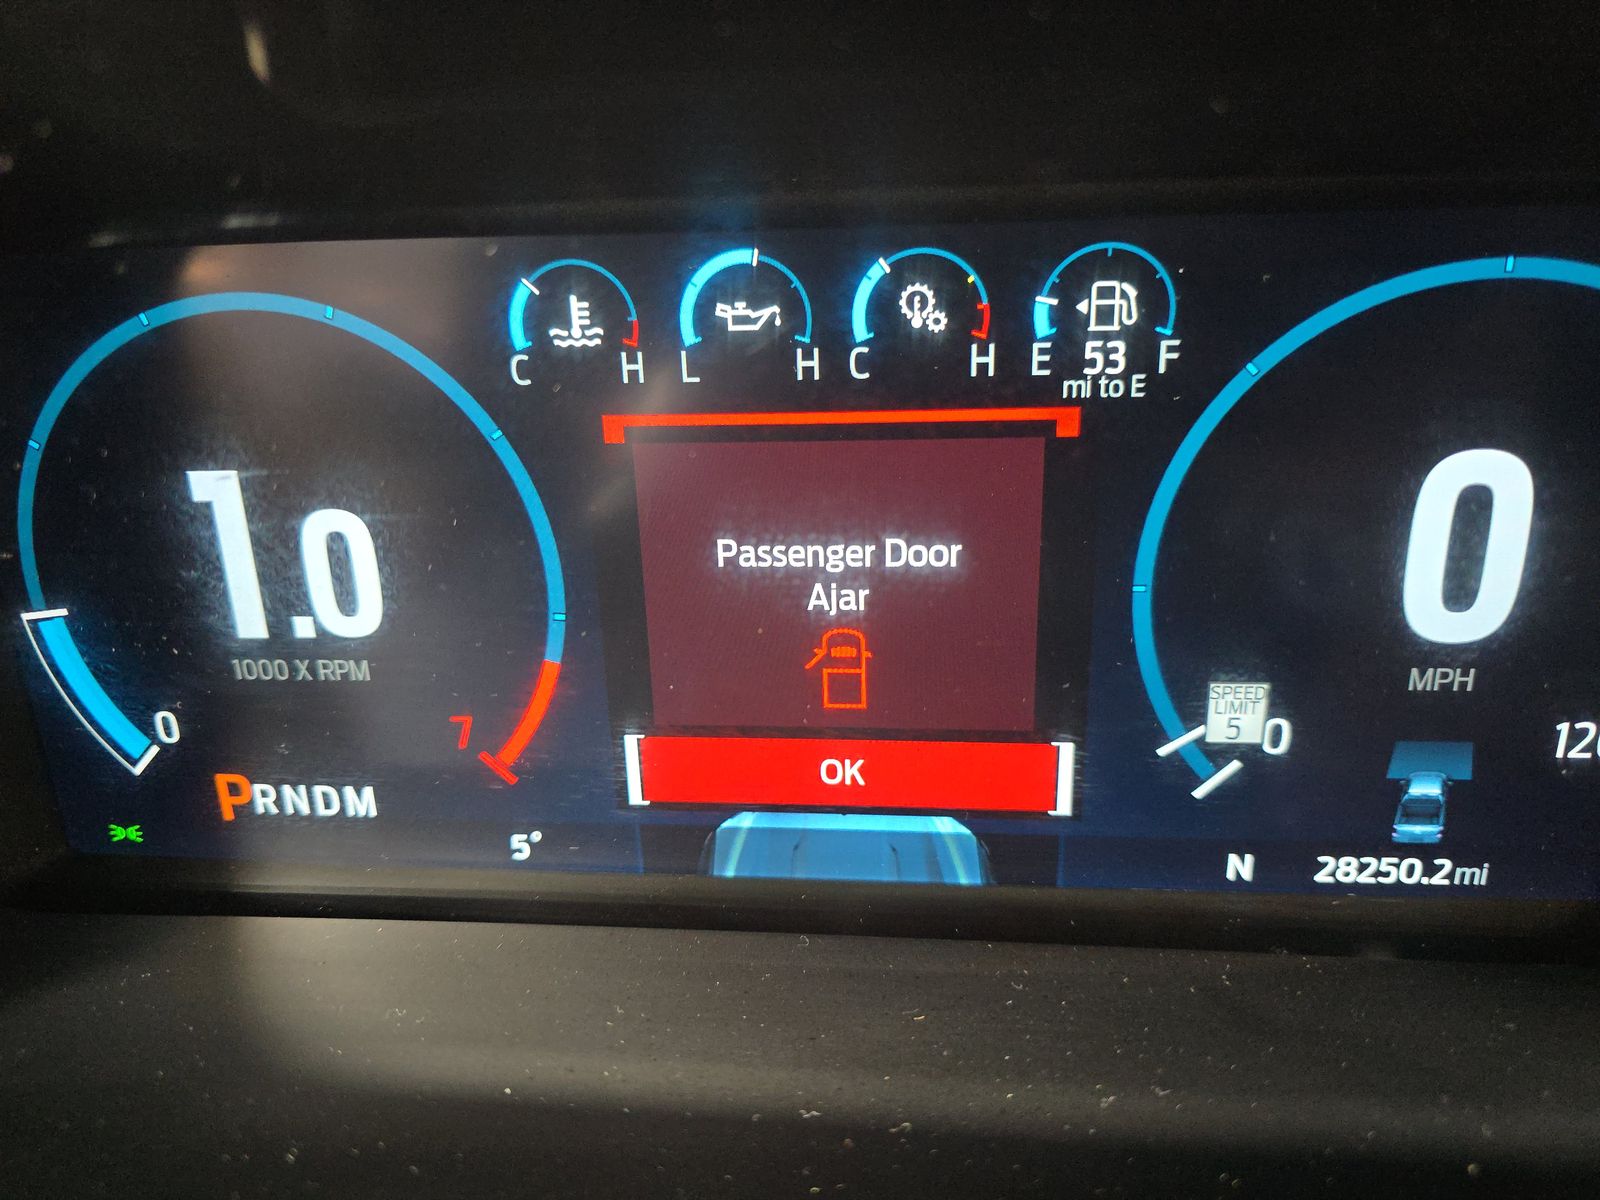 C H
L H
C H
E 53 F
mi to E
1.0
1000 X RPM
0
7
PRNDM
5°
Passenger Door
Ajar
OK
0
MPH
SPEED
LIMIT
5
0
N
28250.2mi